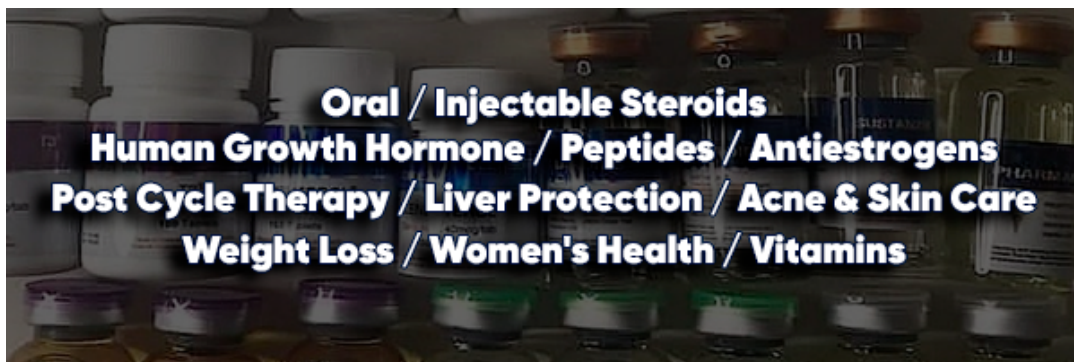 Oral / Injectable Steroids
Human Growth Hormone / Peptides / Antiestrogens
Post Cycle Therapy / Liver Protection / Acne & Skin Care
Weight Loss / Women's Health / Vitamins